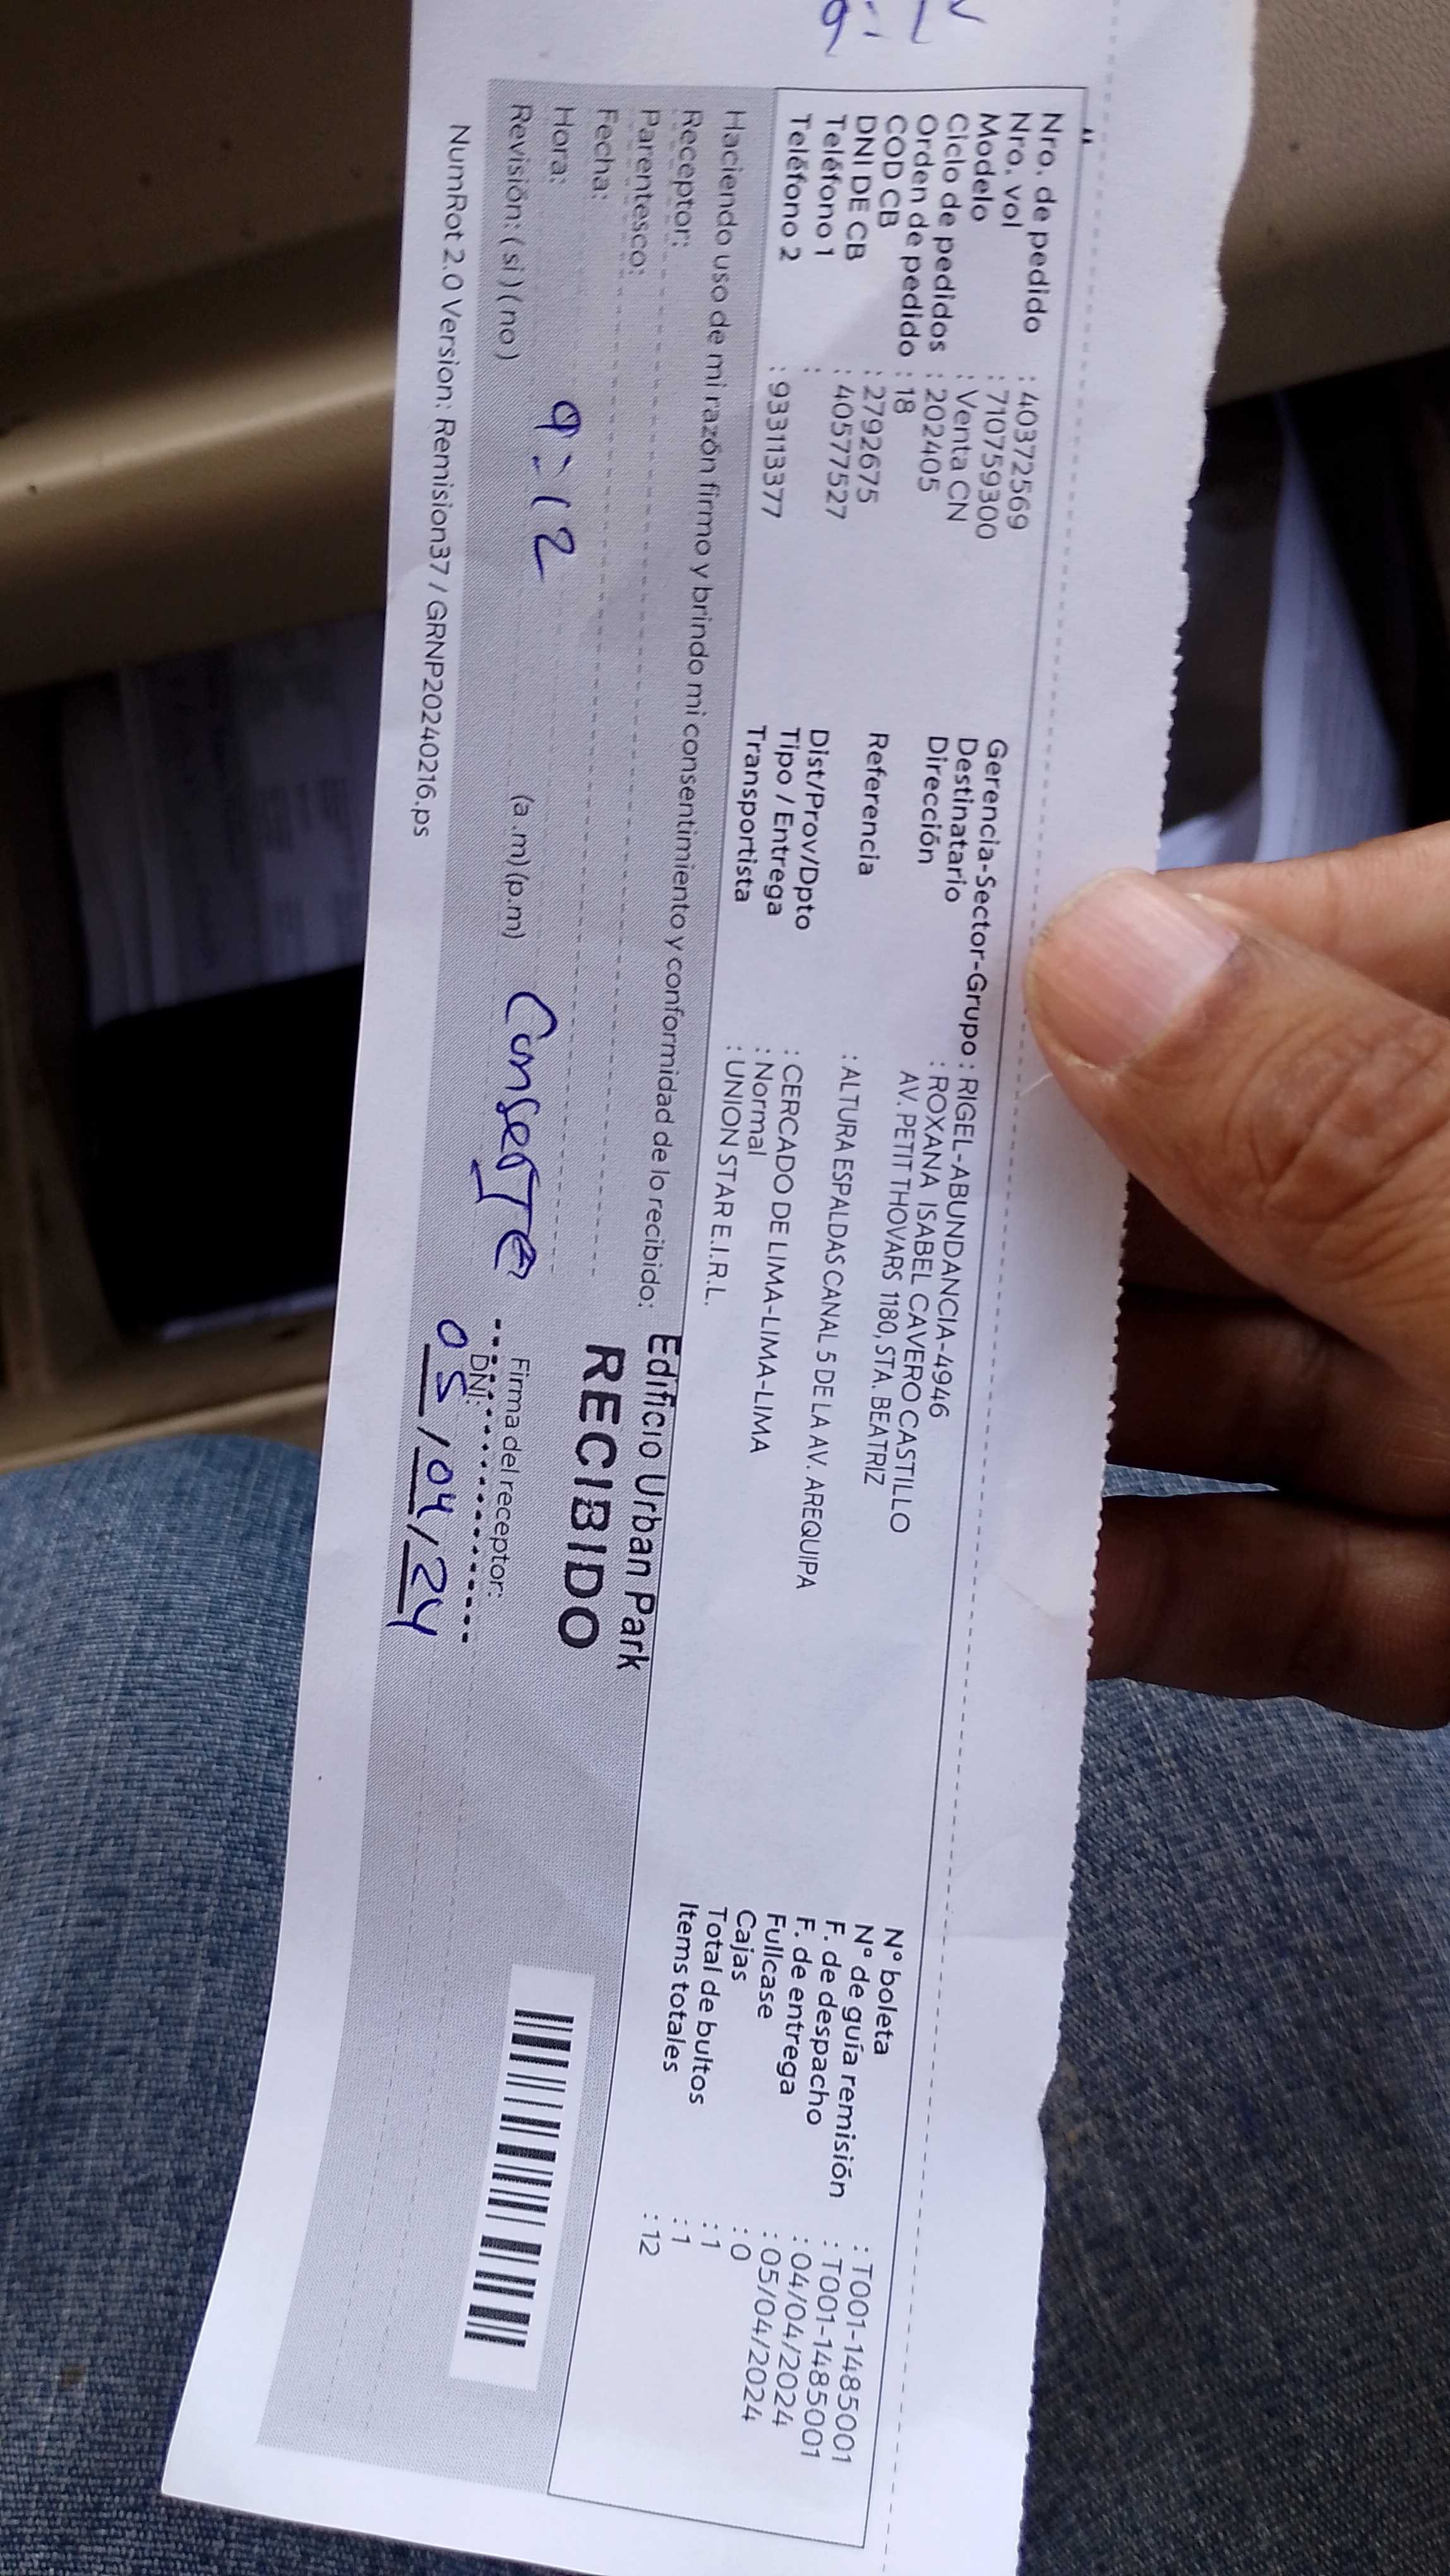 Nro. de pedido : 40372569
Nro. vol : 710759300
Modelo : Venta CN
Ciclo de pedidos : 202405
Orden de pedido : 18
COD CB : 2792675
DNI DE CB : 40577527
Teléfono 1 :
Teléfono 2 : 933113377
Gerencia-Sector-Grupo : RIGEL-ABUNDANCIA-4946
Destinatario : ROXANA ISABEL CAVERO CASTILLO
Dirección AV. PETIT THOVARS 1180, STA. BEATRIZ
Referencia : ALTURA ESPALDAS CANAL 5 DE LA AV. AREQUIPA
Dist/Prov/Dpto : CERCADO DE LIMA-LIMA-LIMA
Tipo / Entrega : Normal
Transportista : UNION STAR E.I.R.L.
N° boleta : T001-1485001
N° de guía remisión : T001-1485001
F. de despacho : 04/04/2024
F. de entrega : 05/04/2024
Fullcase : 0
Cajas : 1
Total de bultos : 1
Items totales : 12
Haciendo uso de mi razón firmo y brindo mi consentimiento y conformidad de lo recibido:
Receptor:
Parentesco:
Fecha:
Hora: 9:12 (a.m) (p.m)
Revisión: ( si ) ( no )
Edificio Urban Park
RECIBIDO
Firma del receptor:
DNI:
05/04/24
NumRot 2.0 Version: Remision37 / GRNP20240216.ps